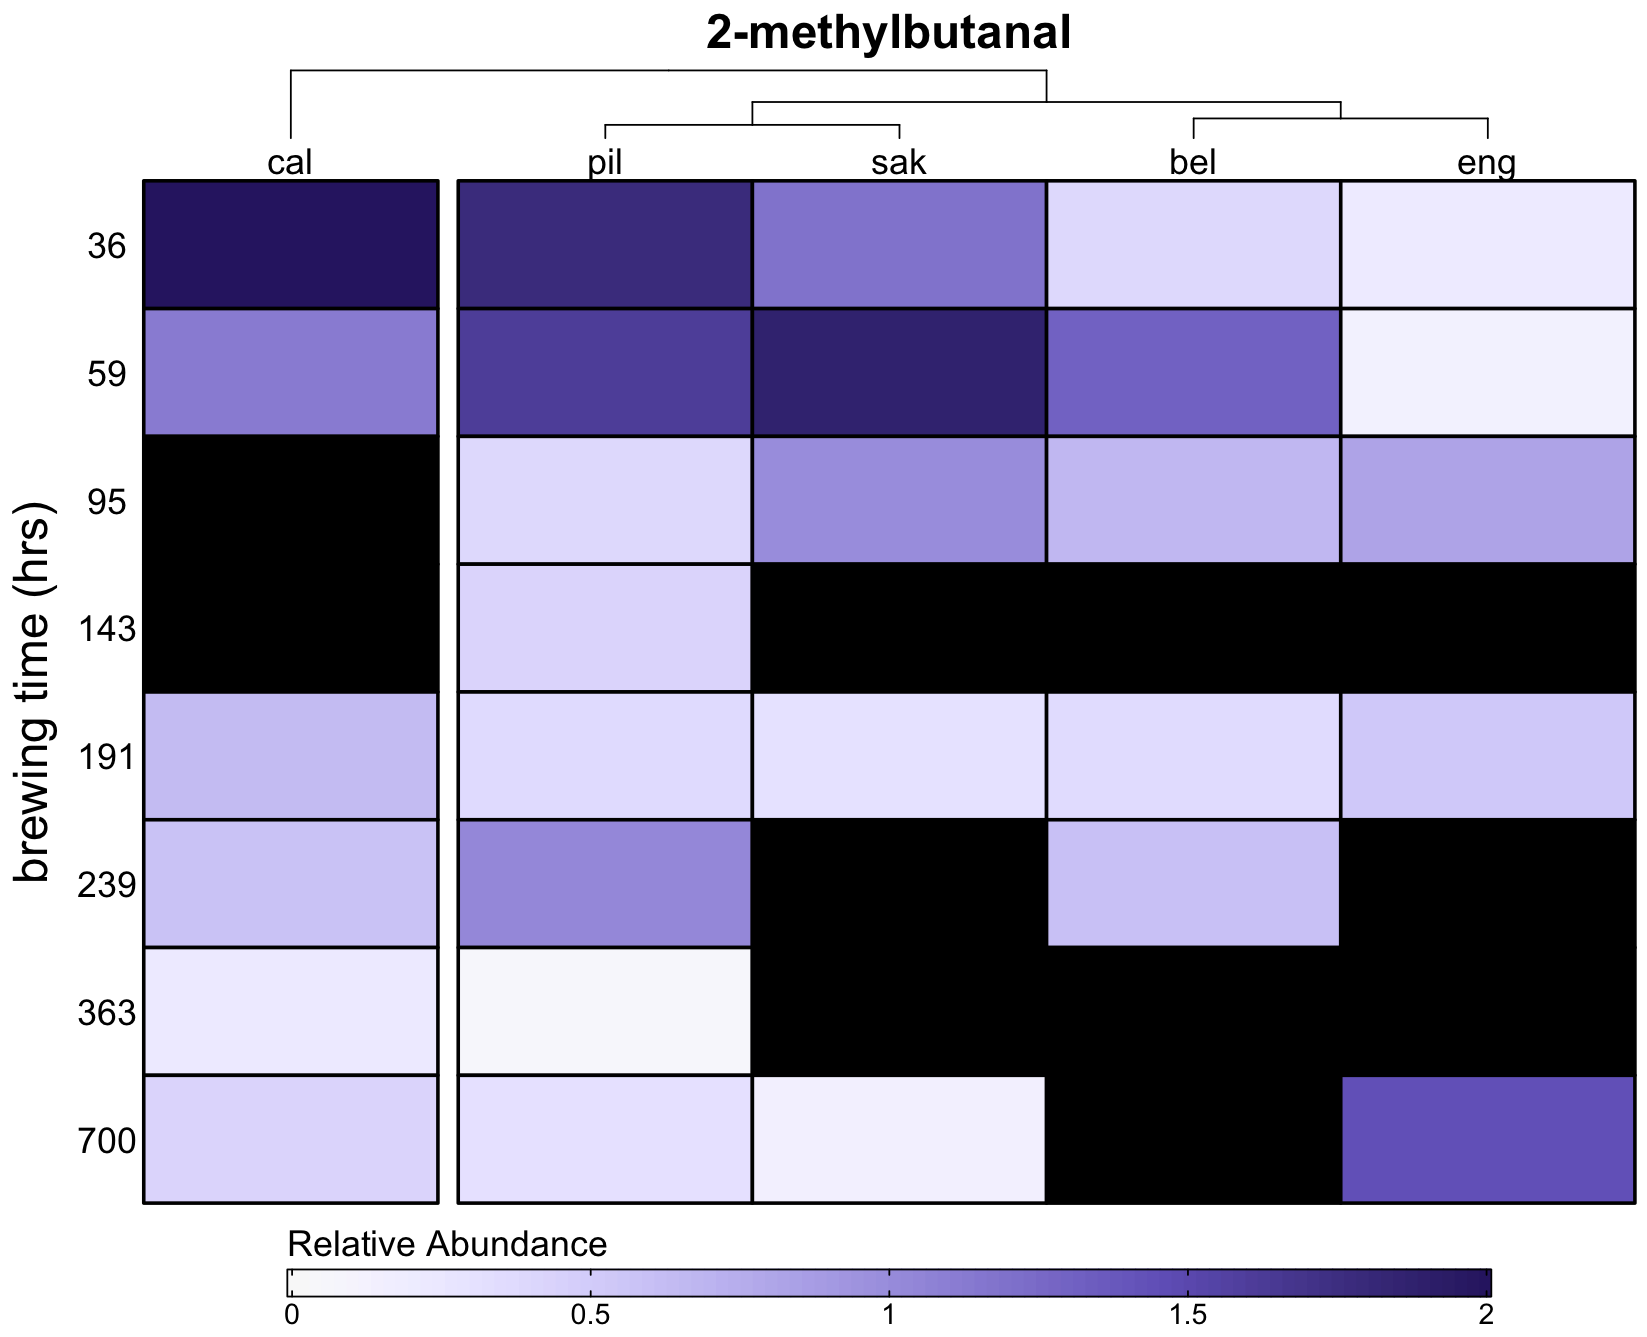 2-methylbutanal
cal pil sak bel eng
36
59
95
143
191
239
363
700
brewing time (hrs)
Relative Abundance
0 0.5 1 1.5 2